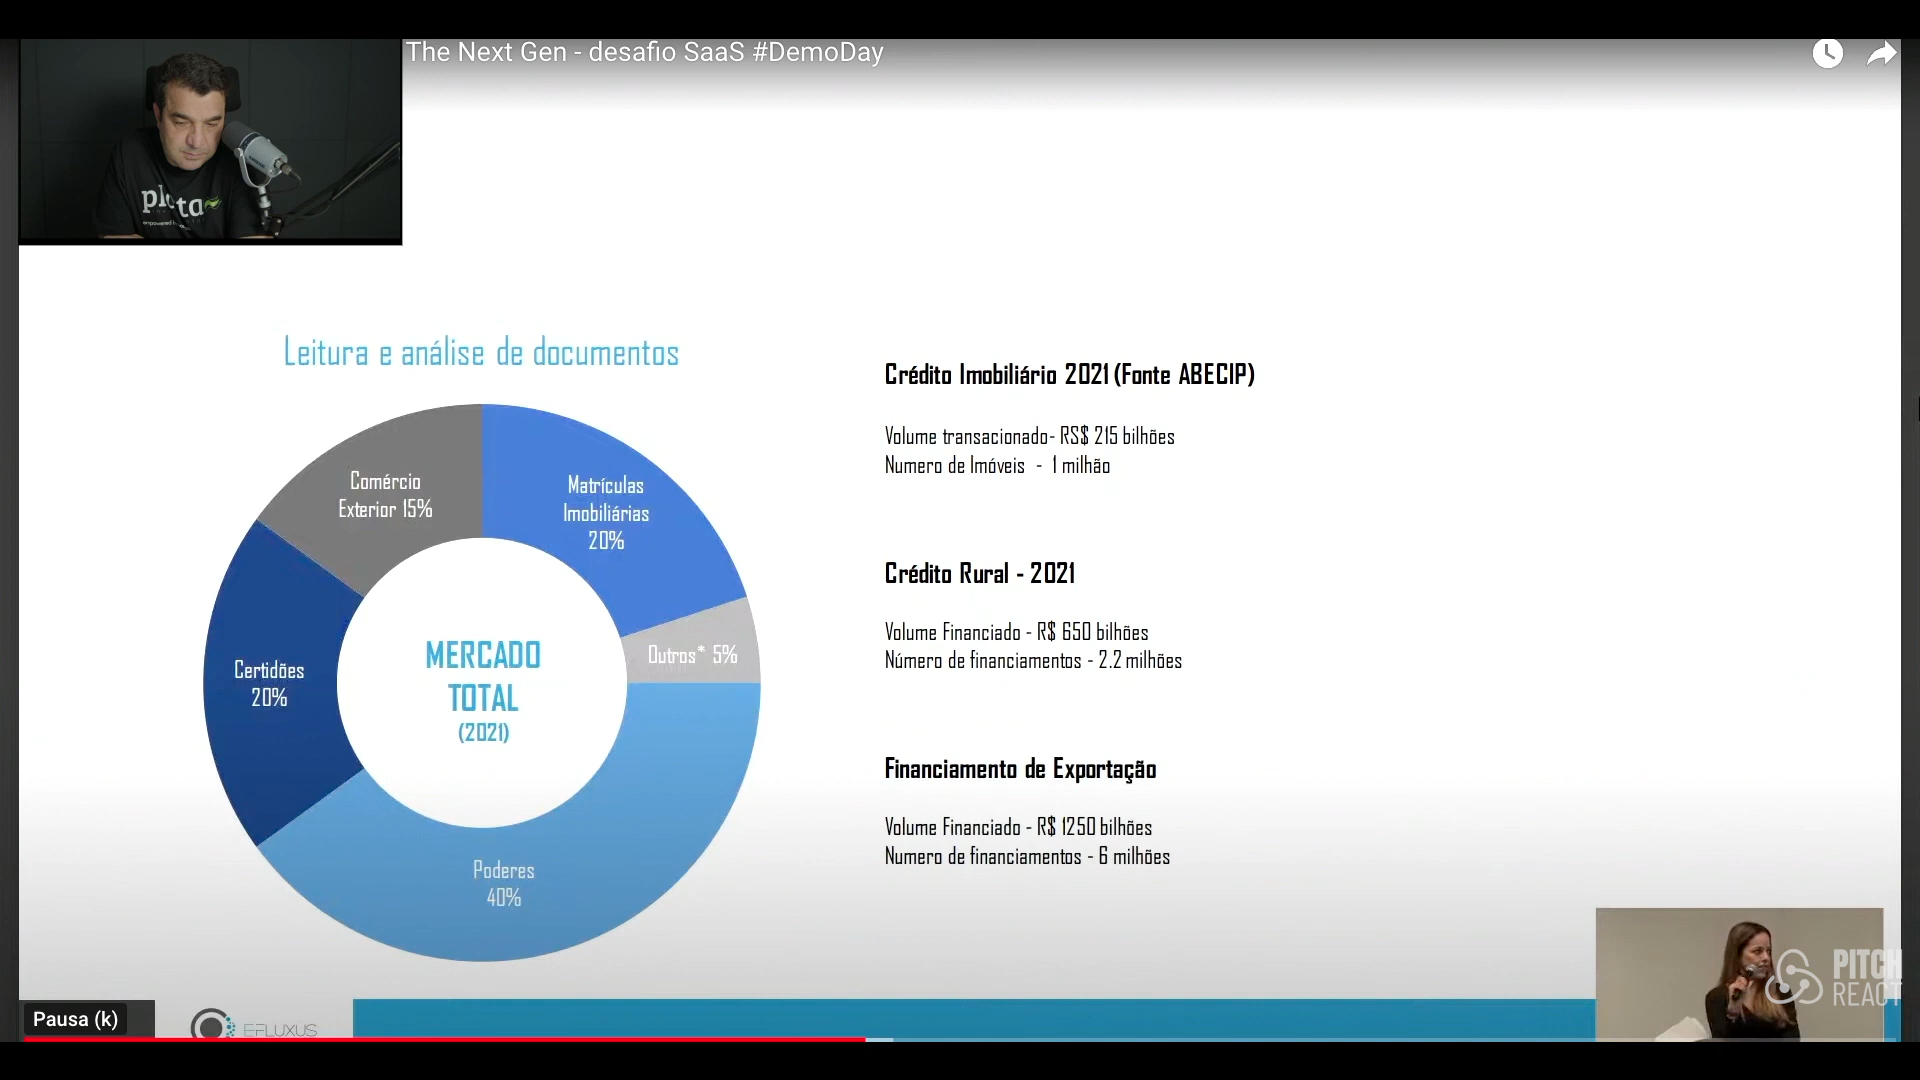 The Next Gen - desafio SaaS #DemoDay
Leitura e análise de documentos
Comércio
Exterior 15%
Matrículas
Imobiliárias
20%
Outros* 5%
Certidões
20%
MERCADO
TOTAL
(2021)
Poderes
40%
Crédito Imobiliário 2021 (Fonte ABECIP)
Volume transacionado- RS$ 215 bilhões
Numero de Imóveis - 1 milhão
Crédito Rural - 2021
Volume Financiado - R$ 650 bilhões
Número de financiamentos - 2.2 milhões
Financiamento de Exportação
Volume Financiado - R$ 1250 bilhões
Numero de financiamentos - 6 milhões
Pausa (k)
EFLUXUS
PITCH
REACT